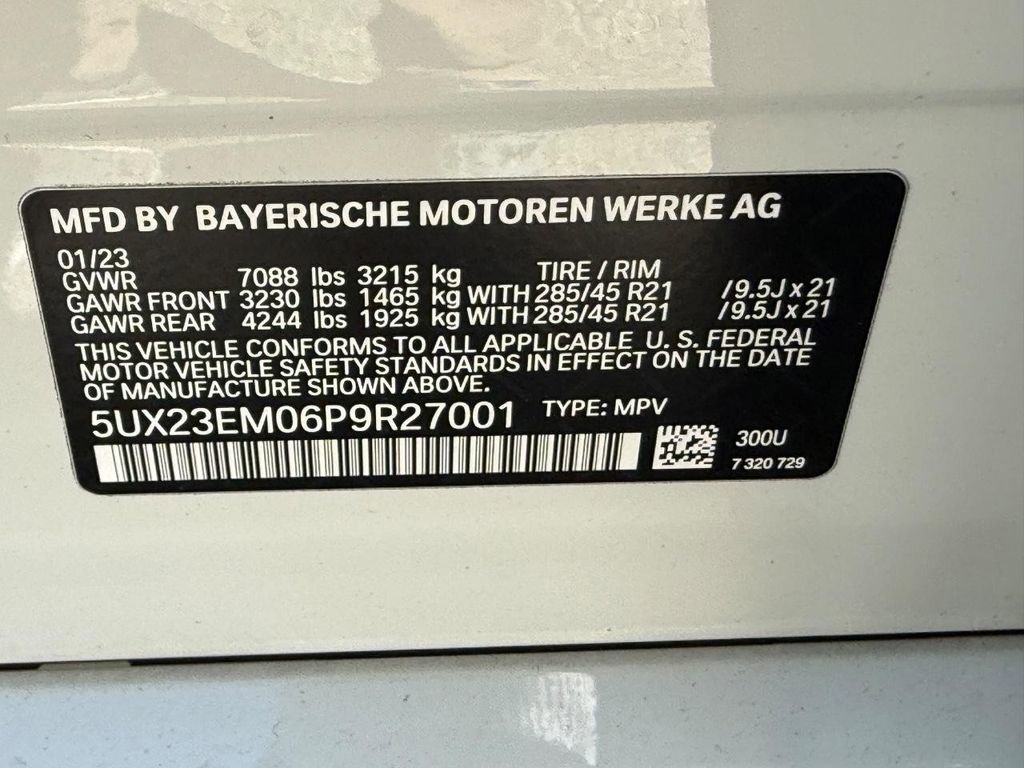 MFD BY BAYERISCHE MOTOREN WERKE AG
01/23
TIRE / RIM
GVWR 7088 lbs 3215 kg
GAWR FRONT 3230 lbs 1465 kg WITH 285/45 R21 /9.5J x 21
GAWR REAR 4244 lbs 1925 kg WITH 285/45 R21 /9.5J x 21
THIS VEHICLE CONFORMS TO ALL APPLICABLE U. S. FEDERAL
MOTOR VEHICLE SAFETY STANDARDS IN EFFECT ON THE DATE
OF MANUFACTURE SHOWN ABOVE.
5UX23EM06P9R27001 TYPE: MPV
300U
7 320 729